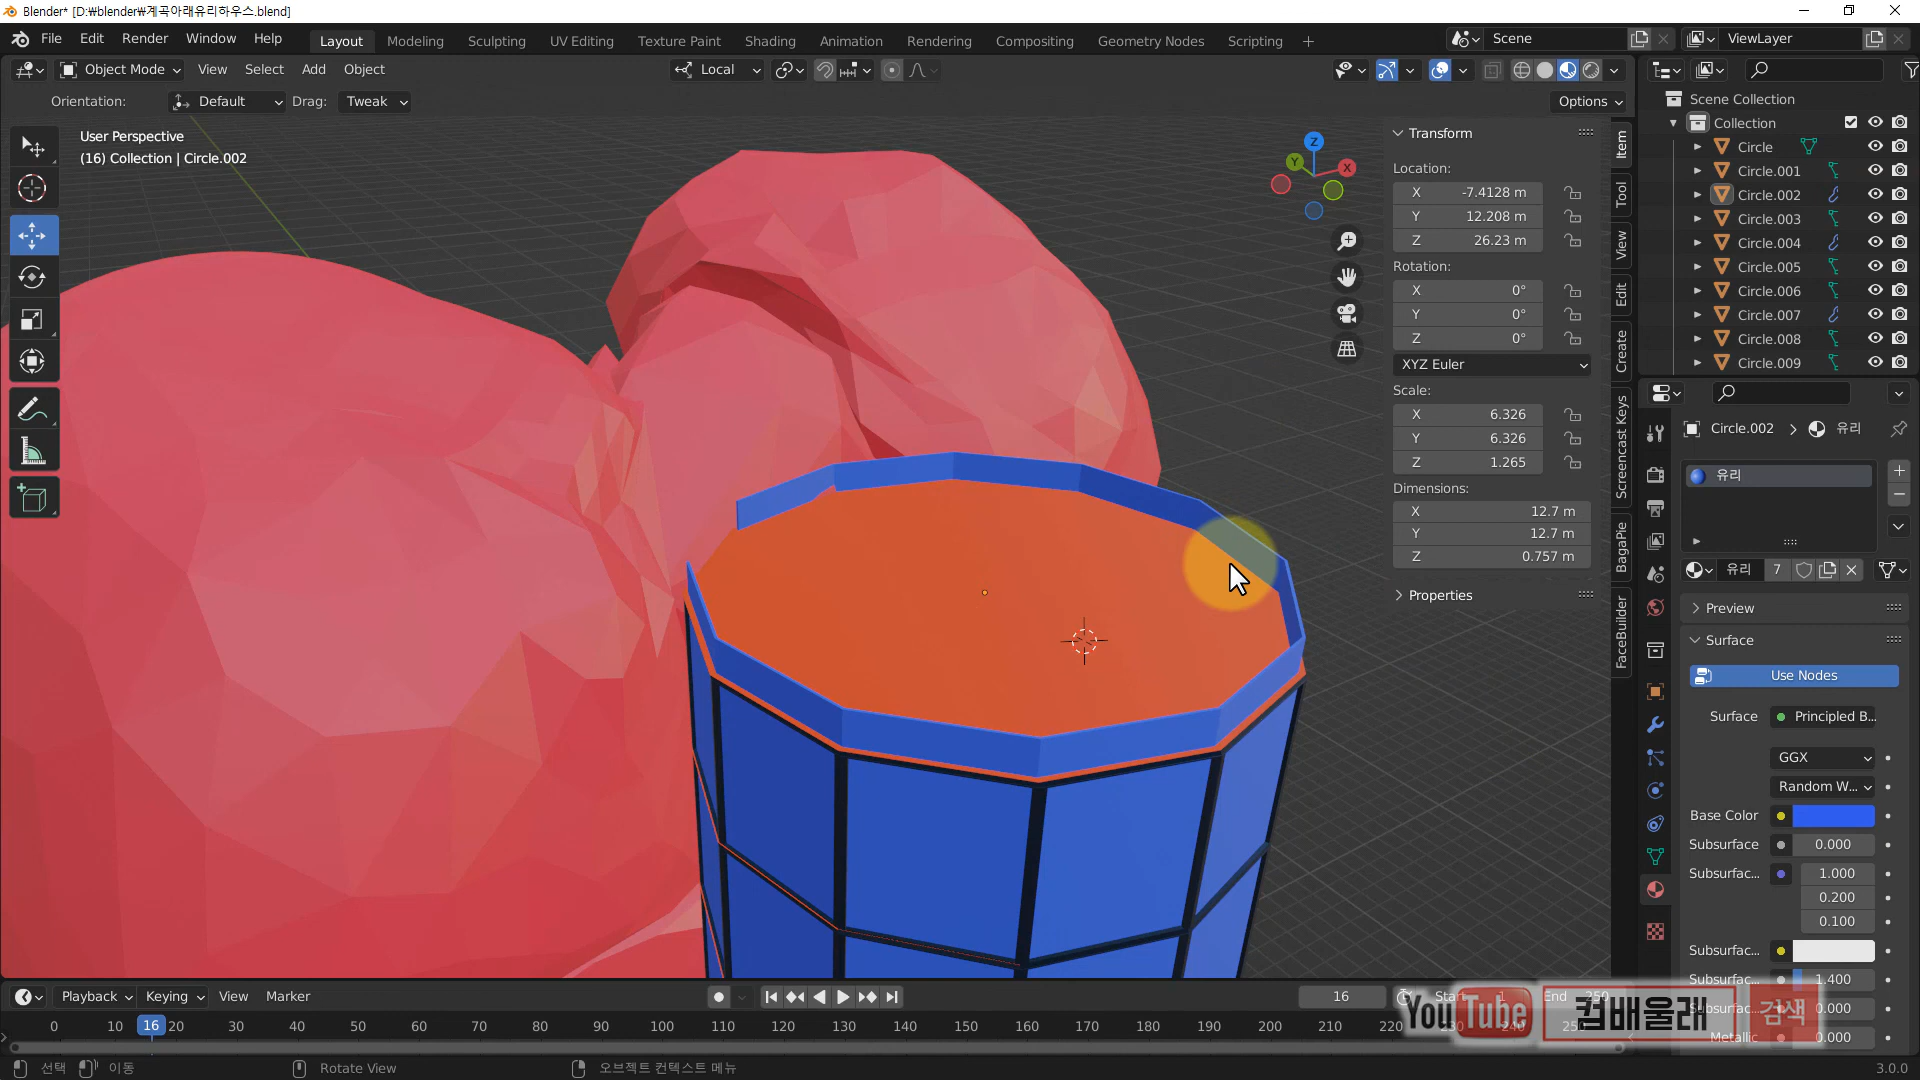 Blender* [D:\blender\계곡아래유리하우스.blend]
File Edit Render Window Help
Layout Modeling Sculpting UV Editing Texture Paint Shading Animation Rendering Compositing Geometry Nodes Scripting +
Scene
ViewLayer
Object Mode View Select Add Object
Local
Orientation: Default Drag: Tweak
Options
User Perspective
(16) Collection | Circle.002
Z
Y
X
Transform
Location:
X -7.4128 m
Y 12.208 m
Z 26.23 m
Rotation:
X 0°
Y 0°
Z 0°
XYZ Euler
Scale:
X 6.326
Y 6.326
Z 1.265
Dimensions:
X 12.7 m
Y 12.7 m
Z 0.757 m
Properties
Item
Tool
View
Edit
Create
Screencast Keys
BagaPie
FaceBuilder
Scene Collection
Collection
Circle
Circle.001
Circle.002
Circle.003
Circle.004
Circle.005
Circle.006
Circle.007
Circle.008
Circle.009
Circle.002 > 유리
유리
유리 7
Preview
Surface
Use Nodes
Surface Principled B...
GGX
Random W...
Base Color
Subsurface 0.000
Subsurfac... 1.000
0.200
0.100
Subsurfac...
Subsurfac... 1.400
0.000
Metallic 0.000
Playback Keying View Marker
16
Start 1
End 250
0 10 16 20 30 40 50 60 70 80 90 100 110 120 130 140 150 160 170 180 190 200 210 220 230 240 250
YouTube 컴배울래 검색
선택 이동 Rotate View 오브젝트 컨텍스트 메뉴
3.0.0